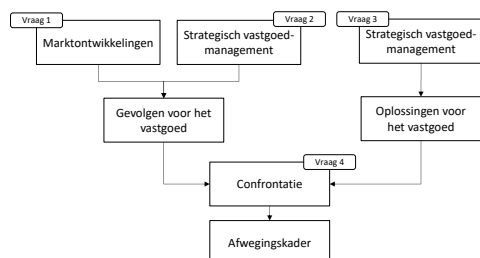 Vraag 1
Marktontwikkelingen
Vraag 2
Strategisch vastgoed-
management
Vraag 3
Strategisch vastgoed-
management
Gevolgen voor het
vastgoed
Oplossingen voor
het vastgoed
Vraag 4
Confrontatie
Afwegingskader